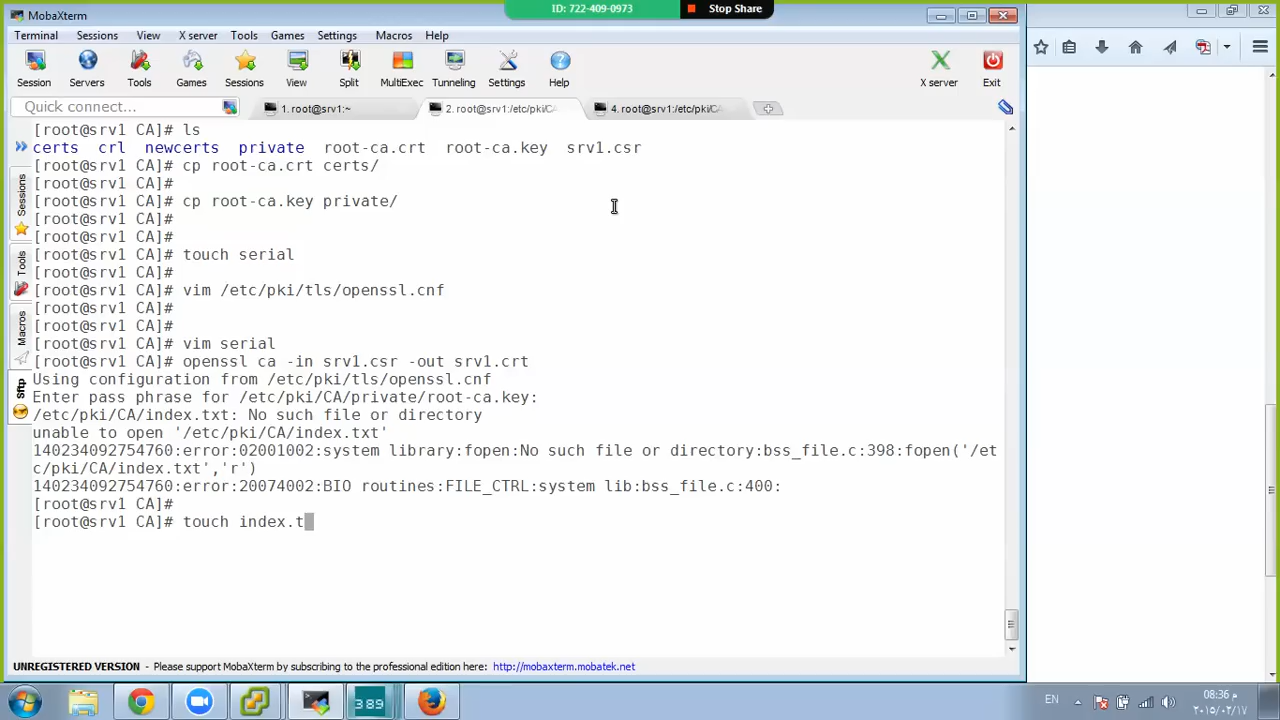 ID: 722-409-0973
Stop Share
MobaXterm
Terminal Sessions View X server Tools Games Settings Macros Help
Session Servers Tools Games Sessions View Split MultiExec Tunneling Settings Help X server Exit
Quick connect...
1. root@srv1:~
2. root@srv1:/etc/pki/CA
4. root@srv1:/etc/pki/CA
Sessions
Tools
Macros
Sftp
[root@srv1 CA]# ls
certs crl newcerts private root-ca.crt root-ca.key srv1.csr
[root@srv1 CA]# cp root-ca.crt certs/
[root@srv1 CA]#
[root@srv1 CA]# cp root-ca.key private/
[root@srv1 CA]#
[root@srv1 CA]#
[root@srv1 CA]# touch serial
[root@srv1 CA]#
[root@srv1 CA]# vim /etc/pki/tls/openssl.cnf
[root@srv1 CA]#
[root@srv1 CA]#
[root@srv1 CA]# vim serial
[root@srv1 CA]# openssl ca -in srv1.csr -out srv1.crt
Using configuration from /etc/pki/tls/openssl.cnf
Enter pass phrase for /etc/pki/CA/private/root-ca.key:
/etc/pki/CA/index.txt: No such file or directory
unable to open '/etc/pki/CA/index.txt'
140234092754760:error:02001002:system library:fopen:No such file or directory:bss_file.c:398:fopen('/et
c/pki/CA/index.txt','r')
140234092754760:error:20074002:BIO routines:FILE_CTRL:system lib:bss_file.c:400:
[root@srv1 CA]#
[root@srv1 CA]# touch index.t
UNREGISTERED VERSION - Please support MobaXterm by subscribing to the professional edition here: http://mobaxterm.mobatek.net
389
EN
08:36 م
٢٠١٥/٠٢/١٧